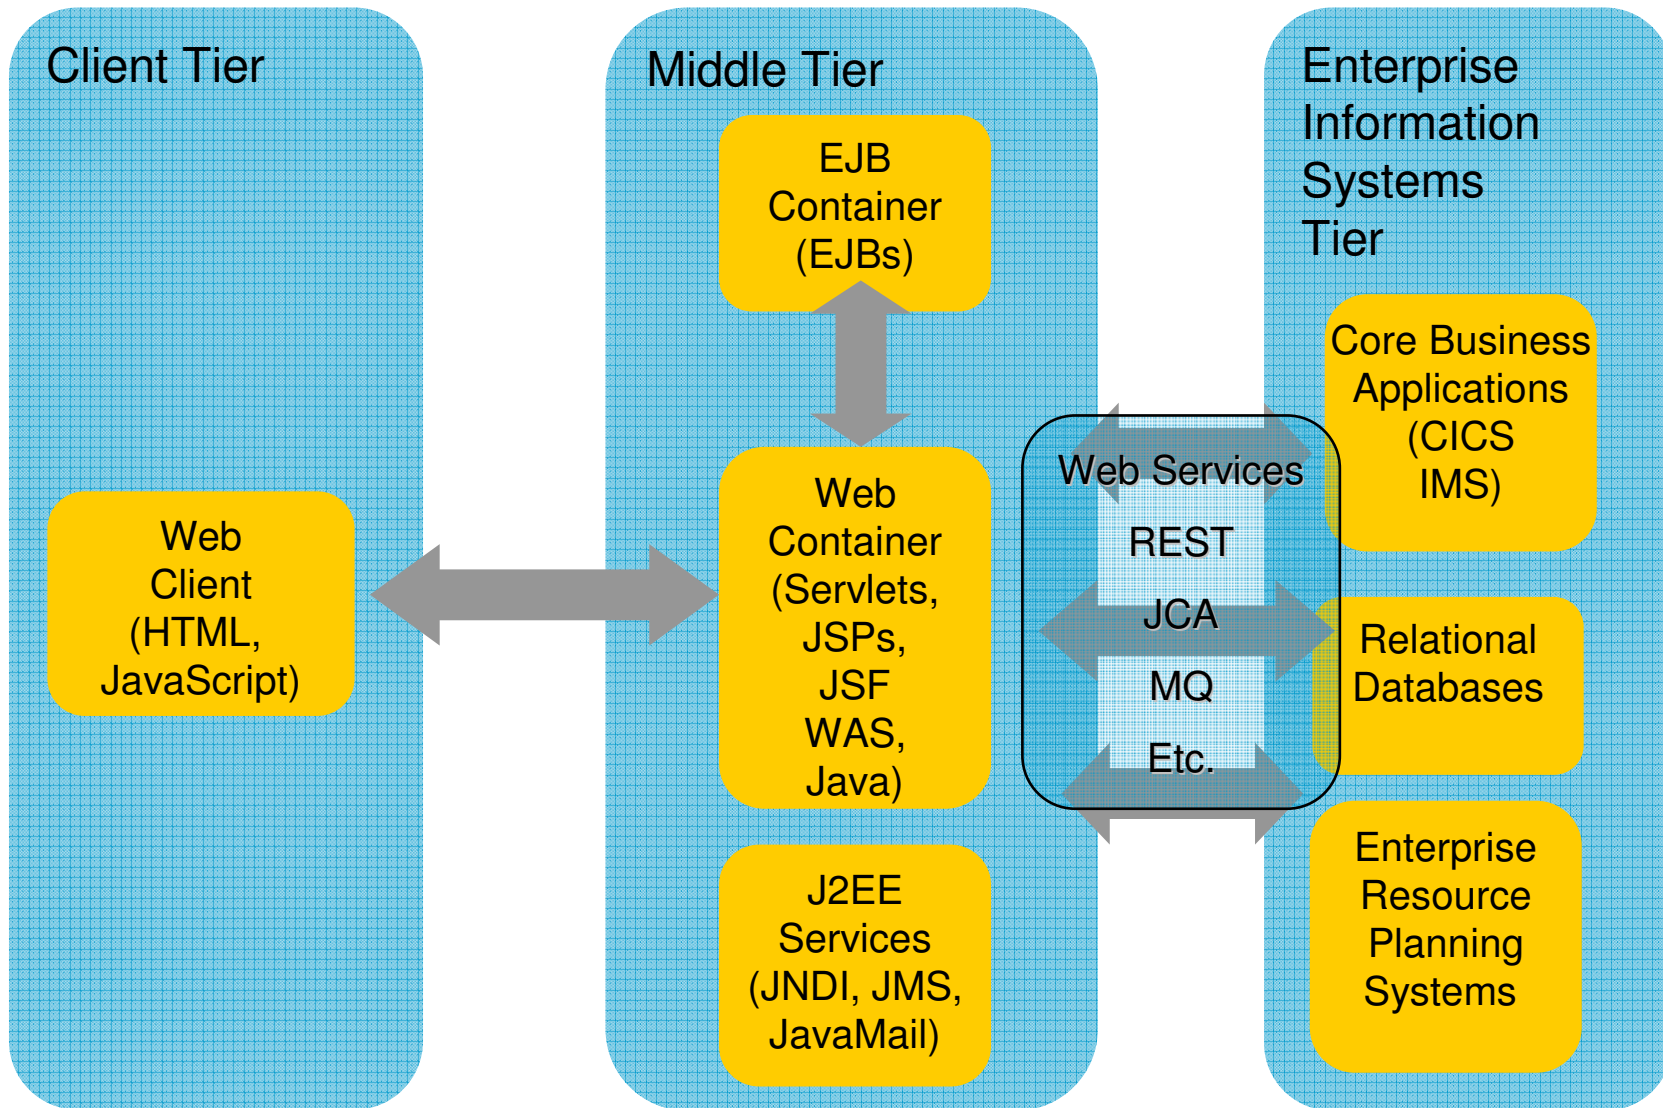 Client Tier
Web
Client
(HTML,
JavaScript)
Middle Tier
EJB
Container
(EJBs)
Web
Container
(Servlets,
JSPs,
JSF
WAS,
Java)
J2EE
Services
(JNDI, JMS,
JavaMail)
Web Services
REST
JCA
MQ
Etc.
Enterprise
Information
Systems
Tier
Core Business
Applications
(CICS
IMS)
Relational
Databases
Enterprise
Resource
Planning
Systems